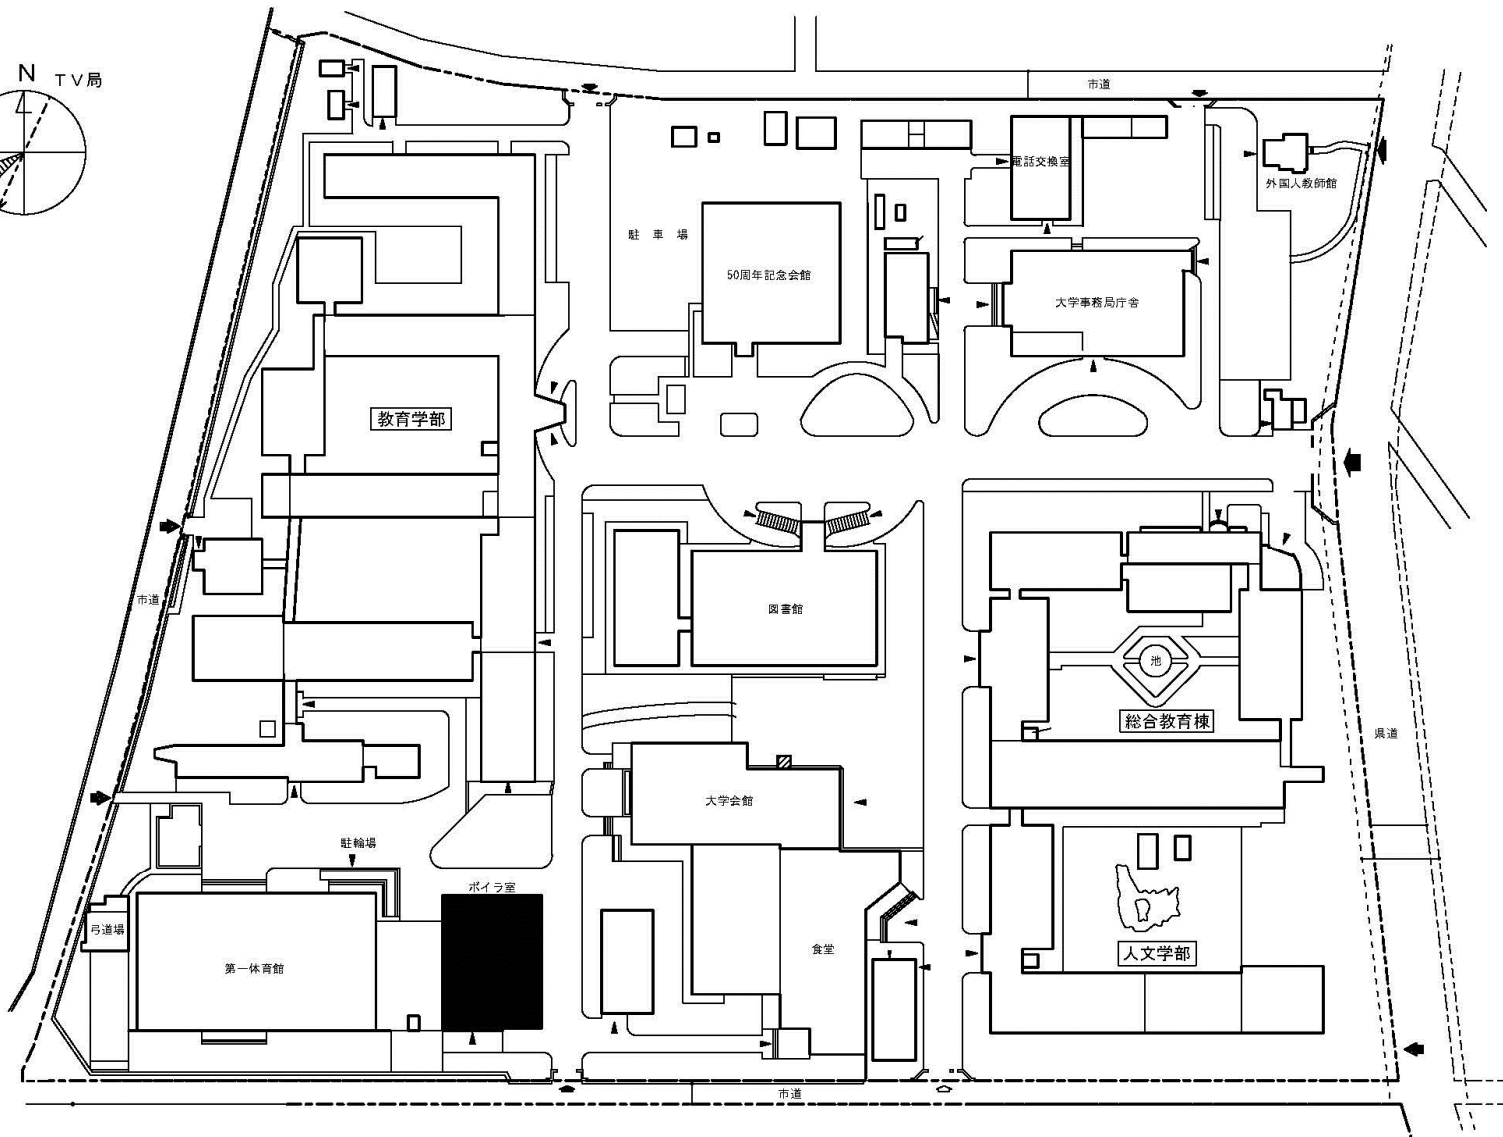 N
TV局
市道
電話交換室
外国人教師館
駐車場
50周年記念会館
大学事務局庁舎
教育学部
市道
図書館
池
総合教育棟
県道
大学会館
駐輪場
ボイラ室
弓道場
第一体育館
食堂
人文学部
市道